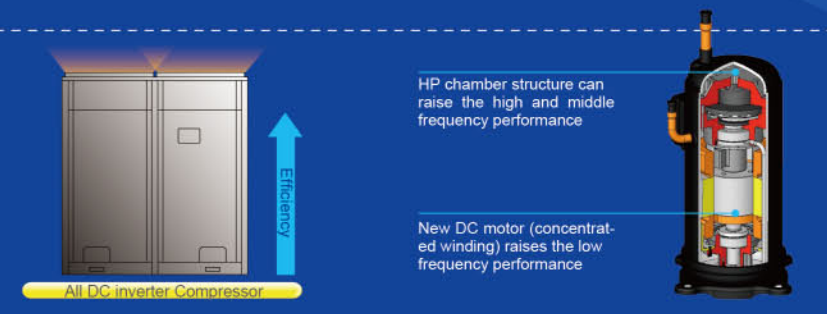 HP chamber structure can
raise the high and middle
frequency performance
Efficiency
New DC motor (concentrat-
ed winding) raises the low
frequency performance
All DC inverter Compressor